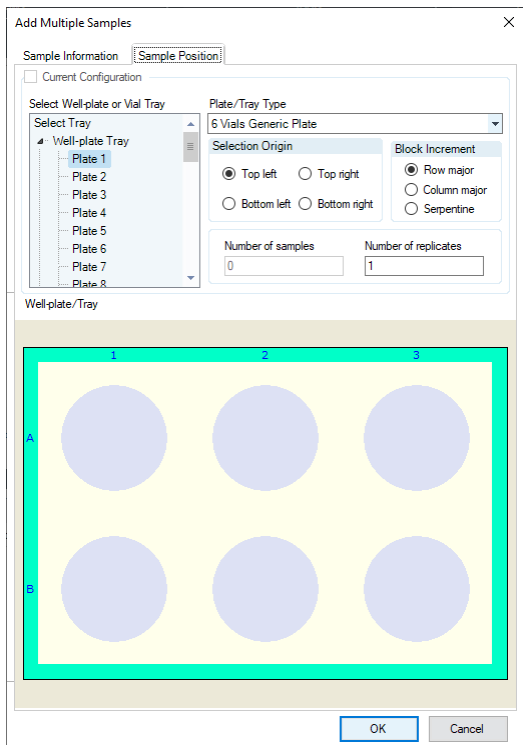 Add Multiple Samples
Sample Information Sample Position
Current Configuration
Select Well-plate or Vial Tray
Select Tray
Well-plate Tray
Plate 1
Plate 2
Plate 3
Plate 4
Plate 5
Plate 6
Plate 7
Plate 8
Plate/Tray Type
6 Vials Generic Plate
Selection Origin
Top left Top right
Bottom left Bottom right
Block Increment
Row major
Column major
Serpentine
Number of samples Number of replicates
0 1
Well-plate/Tray
1 2 3
A
B
OK Cancel